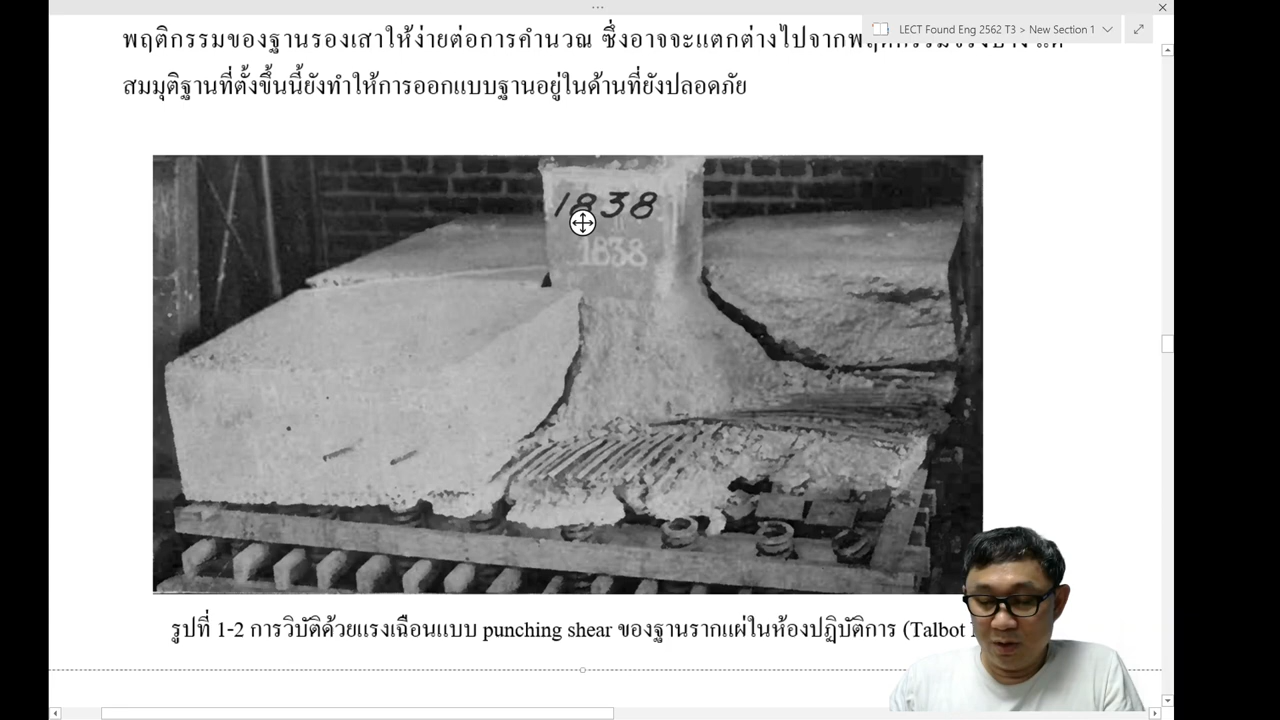 LECT Found Eng 2562 T3 > New Section 1
พฤติกรรมของฐานรองเสาให้ง่ายต่อการคำนวณ ซึ่งอาจจะแตกต่างไปจาก
สมมุติฐานที่ตั้งขึ้นนี้ยังทำให้การออกแบบฐานอยู่ในด้านที่ยังปลอดภัย
1838
1838
รูปที่ 1-2 การวิบัติด้วยแรงเฉือนแบบ punching shear ของฐานรากแผ่ในห้องปฏิบัติการ (Talbot